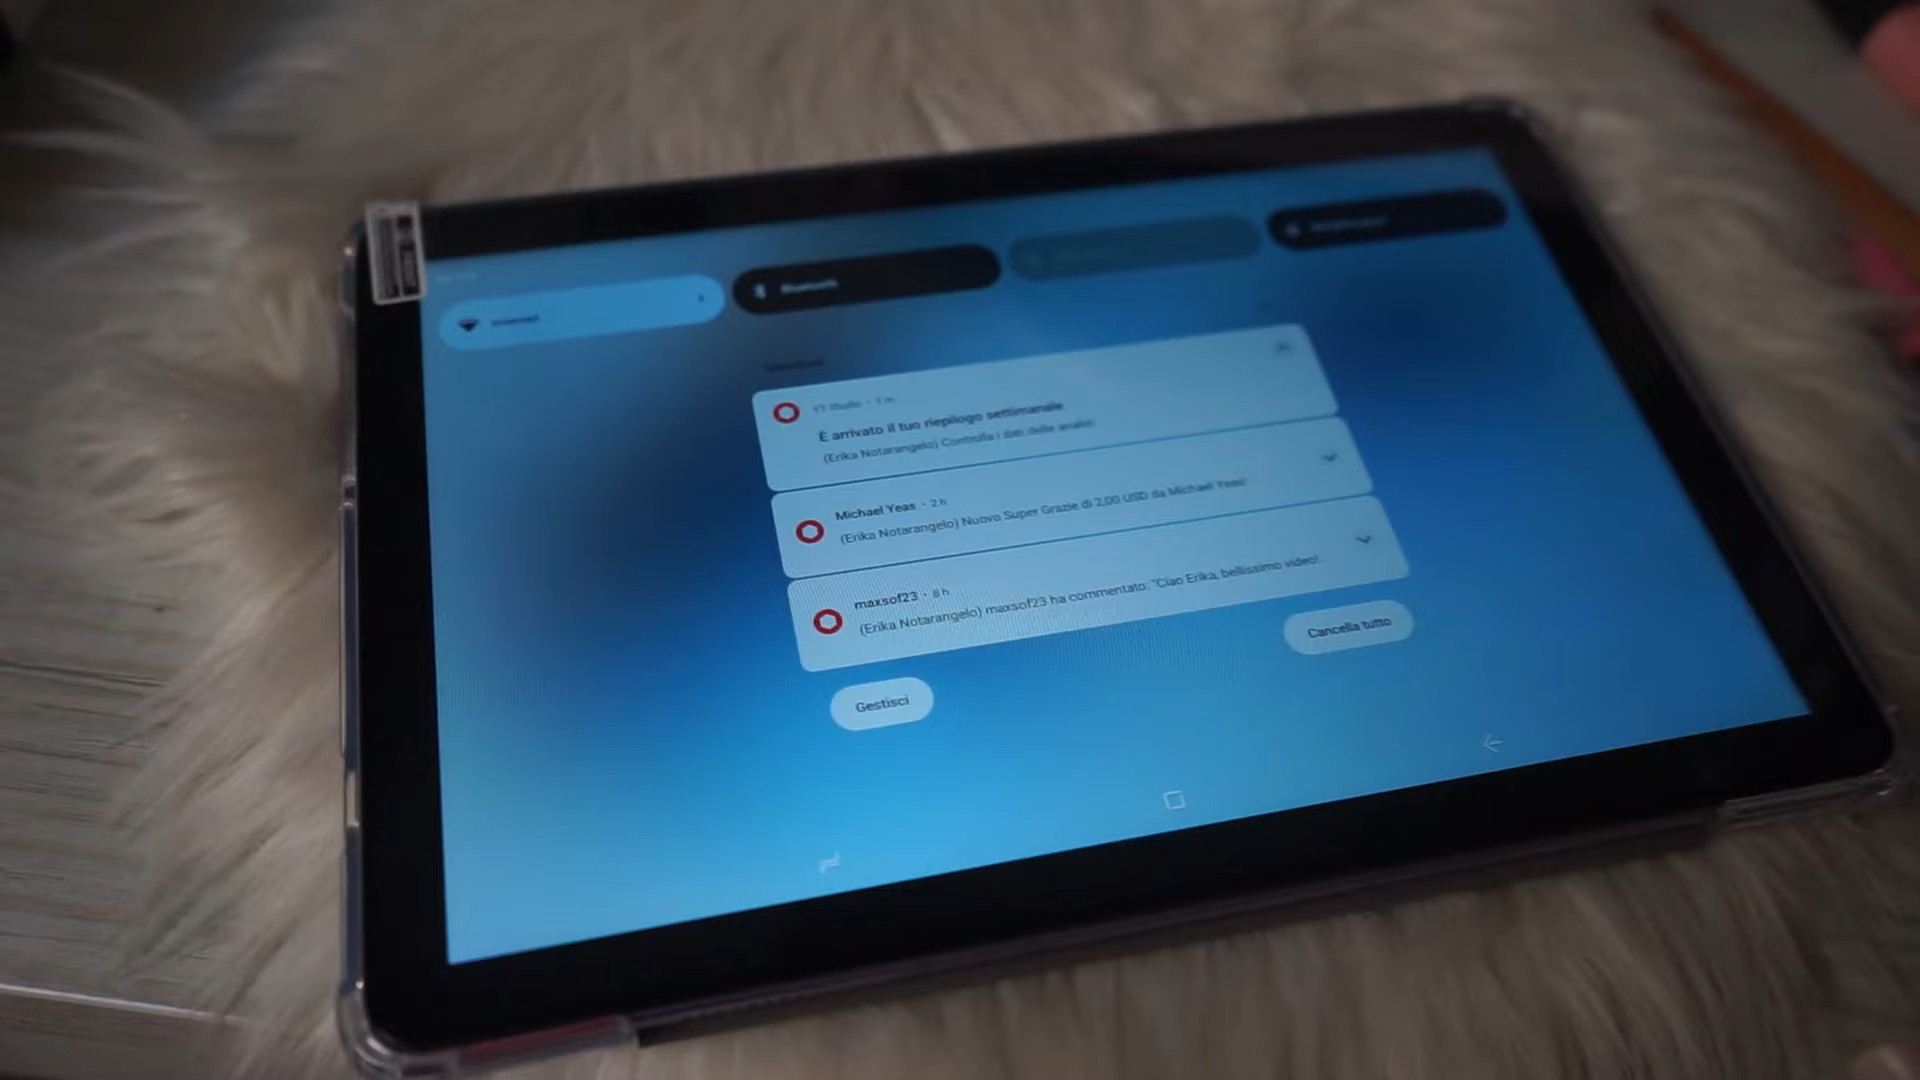 Internet
Bluetooth
YT Studio • 1 m
È arrivato il tuo riepilogo settimanale
(Erika Notarangelo) Controlla i dati delle analisi
Michael Yeas • 2 h
(Erika Notarangelo) Nuovo Super Grazie di 2,00 USD da Michael Yeas!
maxsof23 • 8 h
(Erika Notarangelo) maxsof23 ha commentato: "Ciao Erika, bellissimo video!..
Cancella tutto
Gestisci